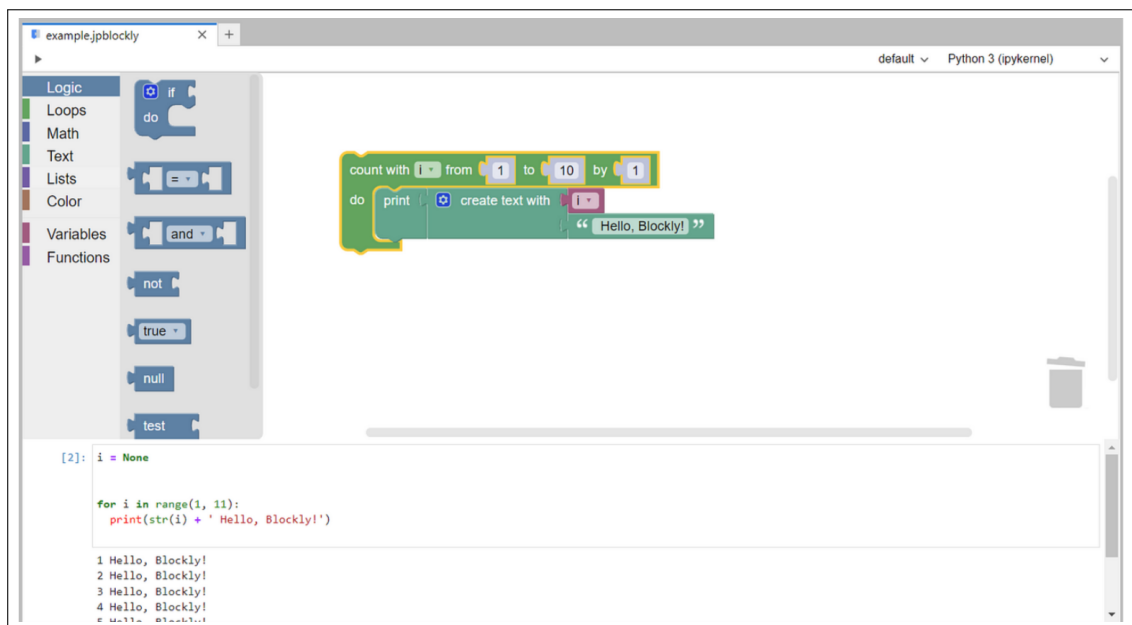 example.jpblockly
default Python 3 (ipykernel)
Logic
Loops
Math
Text
Lists
Color
Variables
Functions
if
do
=
and
not
true
null
test
count with i from 1 to 10 by 1
do print create text with i
“ Hello, Blockly! ”
[2]: i = None
for i in range(1, 11):
print(str(i) + ' Hello, Blockly!')
1 Hello, Blockly!
2 Hello, Blockly!
3 Hello, Blockly!
4 Hello, Blockly!
5 Hello, Blockly!